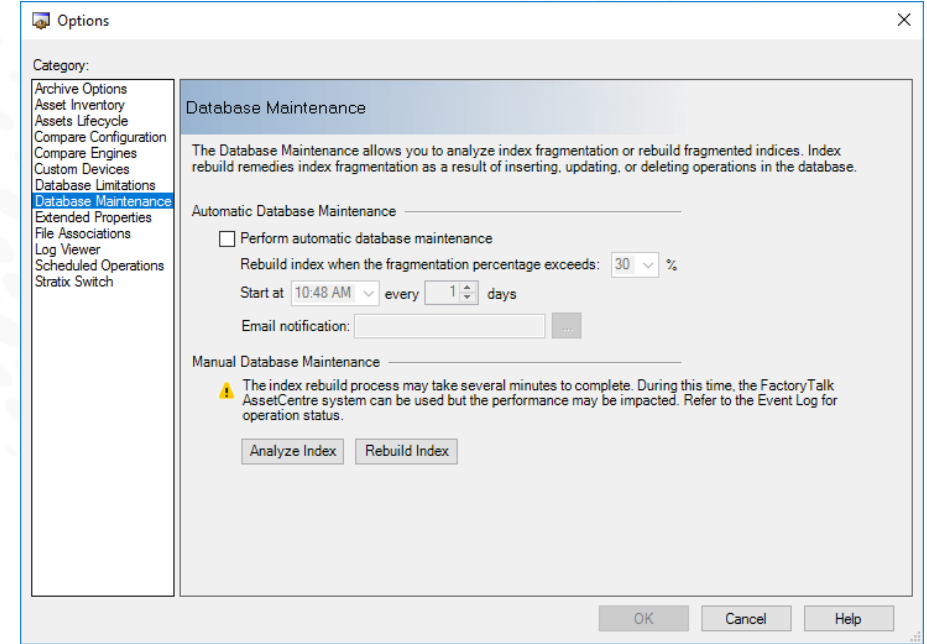 Options
Category:
Archive Options
Asset Inventory
Assets Lifecycle
Compare Configuration
Compare Engines
Custom Devices
Database Limitations
Database Maintenance
Extended Properties
File Associations
Log Viewer
Scheduled Operations
Stratix Switch
Database Maintenance
The Database Maintenance allows you to analyze index fragmentation or rebuild fragmented indices. Index
rebuild remedies index fragmentation as a result of inserting, updating, or deleting operations in the database.
Automatic Database Maintenance
Perform automatic database maintenance
Rebuild index when the fragmentation percentage exceeds: 30 %
Start at 10:48 AM every 1 days
Email notification: ...
Manual Database Maintenance
The index rebuild process may take several minutes to complete. During this time, the FactoryTalk
AssetCentre system can be used but the performance may be impacted. Refer to the Event Log for
operation status.
Analyze Index Rebuild Index
OK Cancel Help